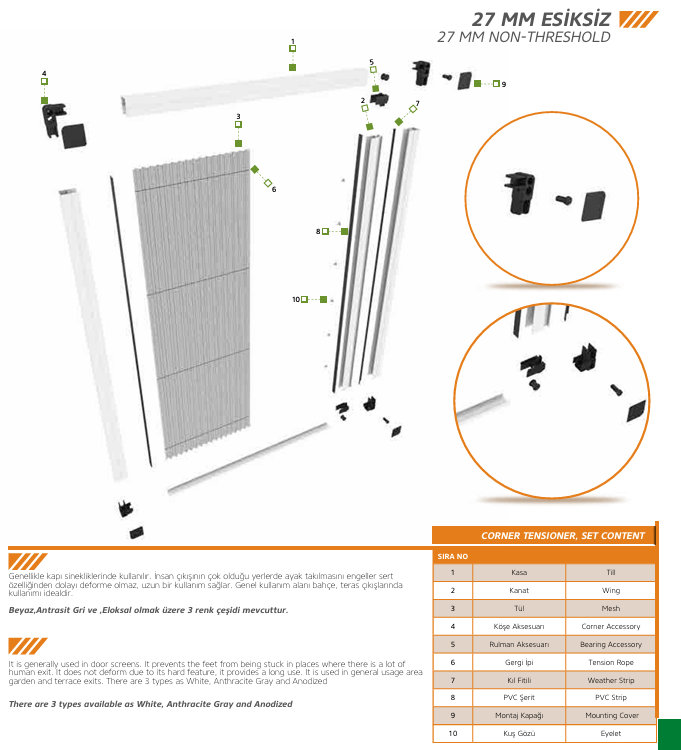 27 MM ESİKSİZ
27 MM NON-THRESHOLD
1
5
4
9
2
7
3
6
8
10
Genellikle kapı sinekliklerinde kullanılır. İnsan çıkışının çok olduğu yerlerde ayak takılmasını engeller sert
özelliğinden dolayı deforme olmaz, uzun bir kullanım sağlar. Genel kullanım alanı bahçe, teras çıkışlarında
kullanımı idealdir.
Beyaz,Antrasit Gri ve ,Eloksal olmak üzere 3 renk çeşidi mevcuttur.
It is generally used in door screens. It prevents the feet from being stuck in places where there is a lot of
human exit. It does not deform due to its hard feature, it provides a long use. It is used in general usage area
garden and terrace exits. There are 3 types as White, Anthracite Gray and Anodized
There are 3 types available as White, Anthracite Gray and Anodized
CORNER TENSIONER, SET CONTENT
SIRA NO
1 Kasa Till
2 Kanat Wing
3 Tül Mesh
4 Köşe Aksesuarı Corner Accessory
5 Rulman Aksesuarı Bearing Accessory
6 Gergi İpi Tension Rope
7 Kıl Fitili Weather Strip
8 PVC Şerit PVC Strip
9 Montaj Kapağı Mounting Cover
10 Kuş Gözü Eyelet